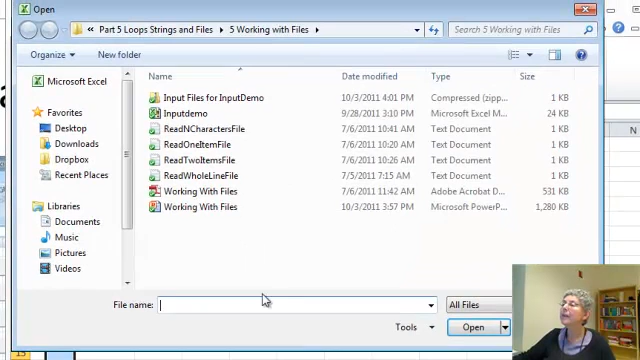 Open
Part 5 Loops Strings and Files ▸ 5 Working with Files ▸
Search 5 Working with Files
Organize
New folder
Microsoft Excel
Favorites
Desktop
Downloads
Dropbox
Recent Places
Libraries
Documents
Music
Pictures
Videos
Name Date modified Type Size
Input Files for InputDemo 10/3/2011 4:01 PM Compressed (zipp... 1 KB
Inputdemo 9/28/2011 3:10 PM Microsoft Excel M... 24 KB
ReadNCharactersFile 7/6/2011 10:41 AM Text Document 1 KB
ReadOneItemFile 7/6/2011 10:42 AM Text Document 1 KB
ReadTwoItemsFile 7/6/2011 10:26 AM Text Document 1 KB
ReadWholeLineFile 7/5/2011 7:15 AM Text Document 1 KB
Working With Files 7/6/2011 11:42 AM Adobe Acrobat D... 531 KB
Working With Files 10/3/2011 3:57 PM Microsoft PowerP... 1,280 KB
N
File name:
All Files
Tools
Open
15